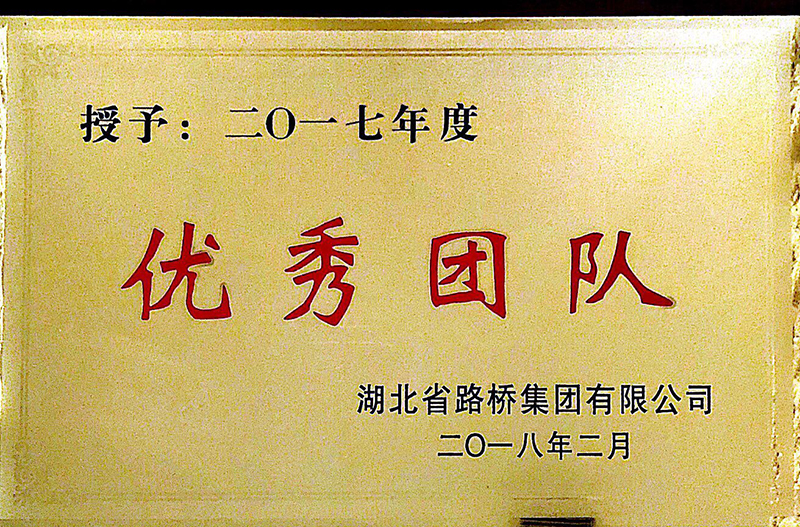 授予：二〇一七年度
优秀团队
湖北省路桥集团有限公司
二〇一八年二月